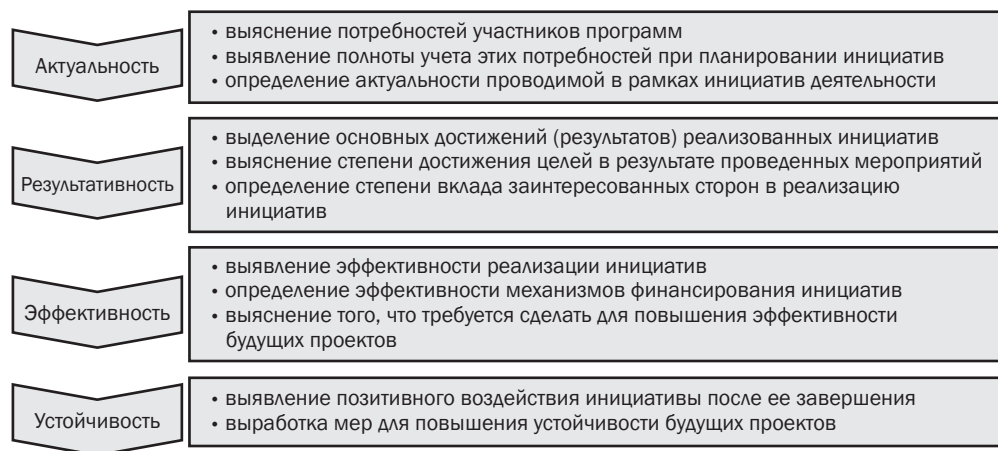 Актуальность
• выяснение потребностей участников программ
• выявление полноты учета этих потребностей при планировании инициатив
• определение актуальности проводимой в рамках инициатив деятельности
Результативность
• выделение основных достижений (результатов) реализованных инициатив
• выяснение степени достижения целей в результате проведенных мероприятий
• определение степени вклада заинтересованных сторон в реализацию
инициатив
Эффективность
• выявление эффективности реализации инициатив
• определение эффективности механизмов финансирования инициатив
• выяснение того, что требуется сделать для повышения эффективности
будущих проектов
Устойчивость
• выявление позитивного воздействия инициативы после ее завершения
• выработка мер для повышения устойчивости будущих проектов